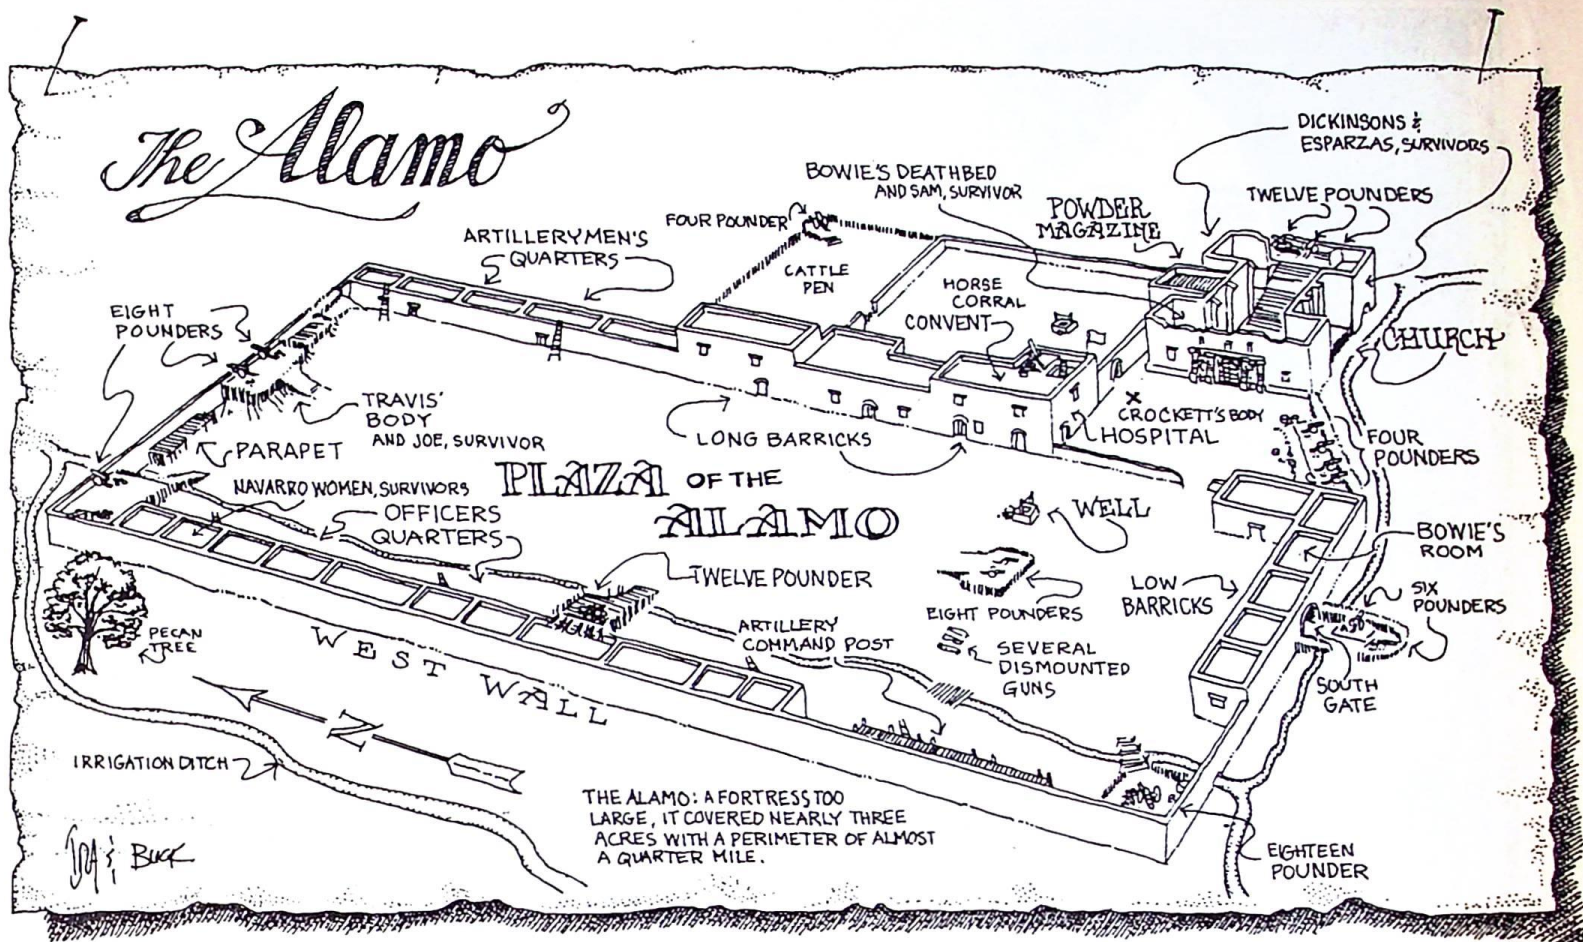 The Alamo
DICKINSONS &
ESPARZAS, SURVIVORS
BOWIE'S DEATHBED
AND SAM, SURVIVOR
POWDER
MAGAZINE
TWELVE POUNDERS
FOUR POUNDER
ARTILLERYMEN'S
QUARTERS
CATTLE
PEN
HORSE
CORRAL
CONVENT
EIGHT
POUNDERS
CHURCH
TRAVIS'
BODY
AND JOE, SURVIVOR
PARAPET
LONG BARRICKS
CROCKETT'S BODY
HOSPITAL
FOUR
POUNDERS
NAVARRO WOMEN, SURVIVORS
OFFICERS
QUARTERS
PLAZA OF THE
ALAMO
WELL
BOWIE'S
ROOM
TWELVE POUNDER
EIGHT POUNDERS
LOW
BARRICKS
SIX
POUNDERS
PECAN
TREE
WEST WALL
ARTILLERY
COMMAND POST
SEVERAL
DISMOUNTED
GUNS
SOUTH
GATE
N
IRRIGATION DITCH
THE ALAMO: A FORTRESS TOO
LARGE, IT COVERED NEARLY THREE
ACRES WITH A PERIMETER OF ALMOST
A QUARTER MILE.
EIGHTEEN
POUNDER
& BUCK